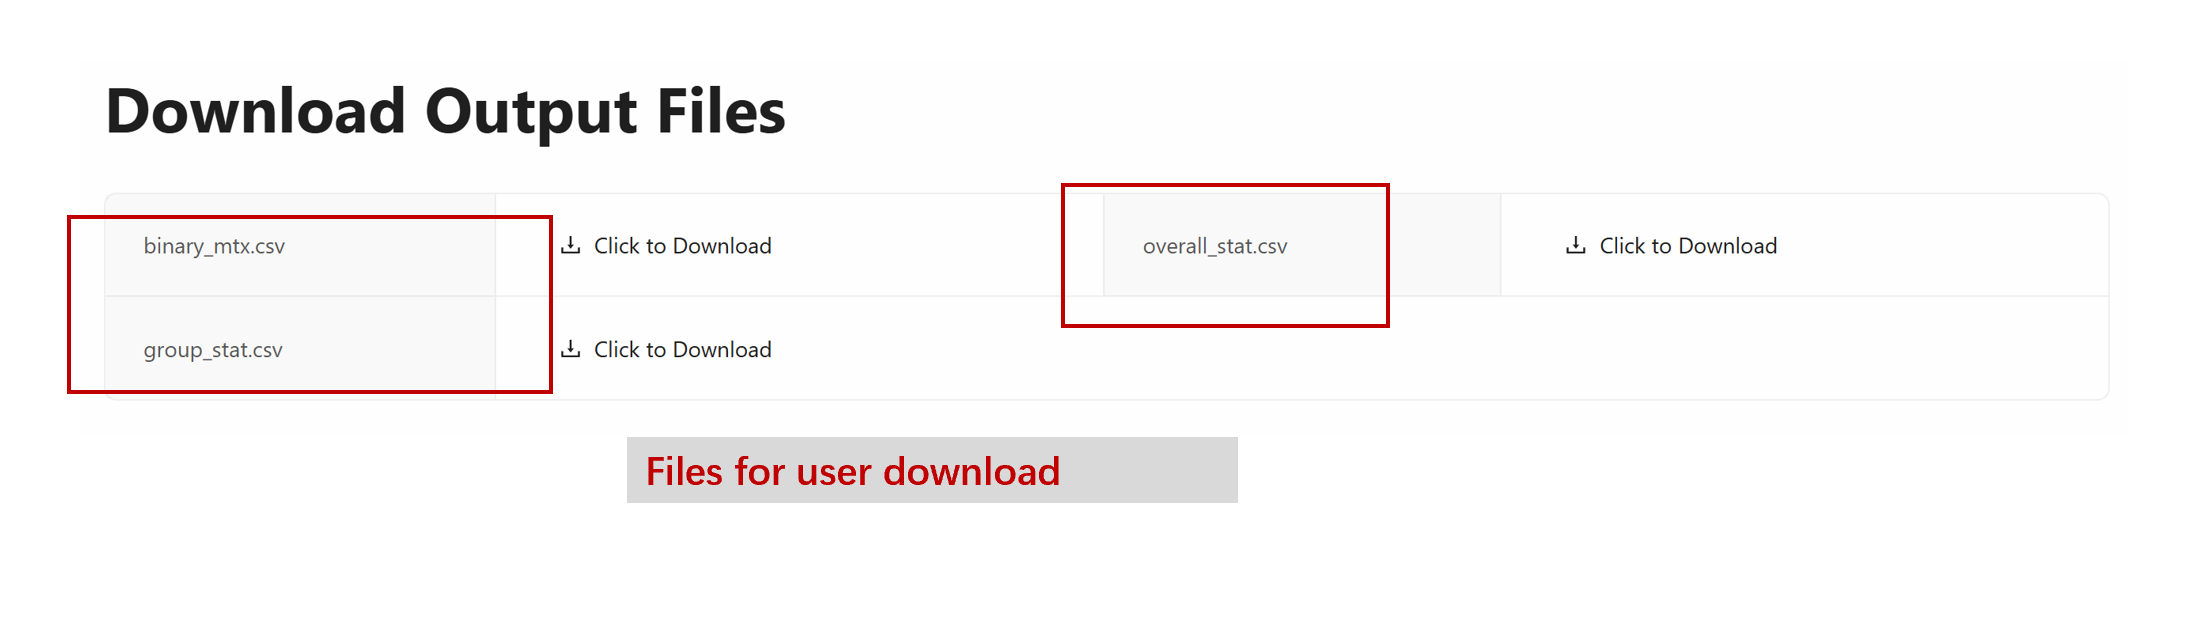 Download Output Files
binary_mtx.csv Click to Download overall_stat.csv Click to Download
group_stat.csv Click to Download
Files for user download